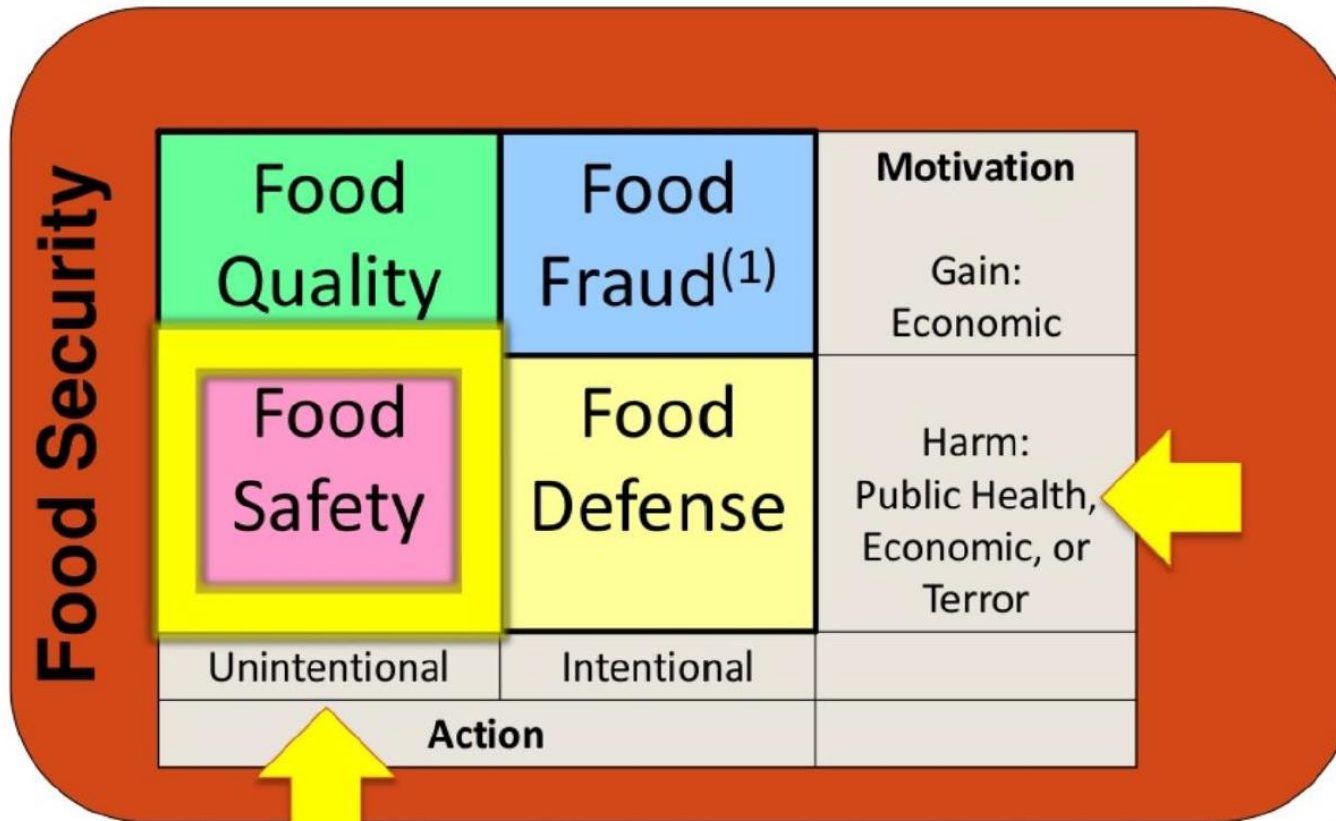 Food Security
Food
Quality
Food
Fraud(1)
Motivation
Gain:
Economic
Food
Safety
Food
Defense
Harm:
Public Health,
Economic, or
Terror
Unintentional
Intentional
Action